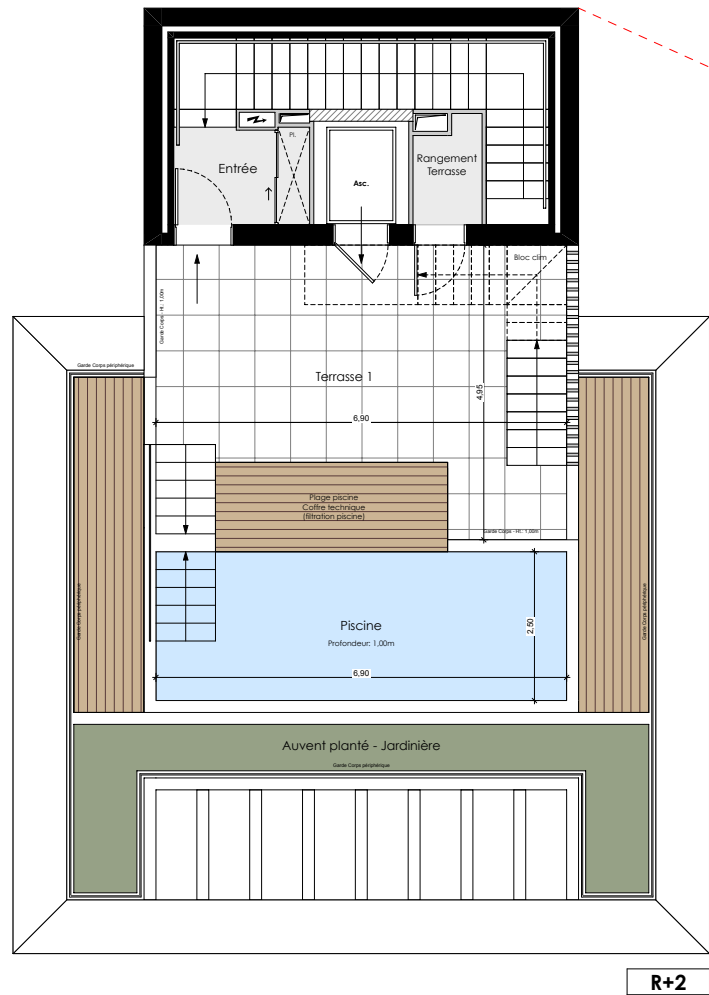 Pl.
Entrée
Rangement
Terrasse
Asc.
Bloc clim
Garde Corps - Ht.: 1,00m
Garde Corps périphérique
Terrasse 1
4,95
6,90
Plage piscine
Coffre technique
(filtration piscine)
Garde Corps - Ht.: 1,00m
Garde Corps périphérique
Garde Corps périphérique
Piscine
Profondeur: 1,00m
2,50
6,90
Auvent planté - Jardinière
Garde Corps périphérique
R+2